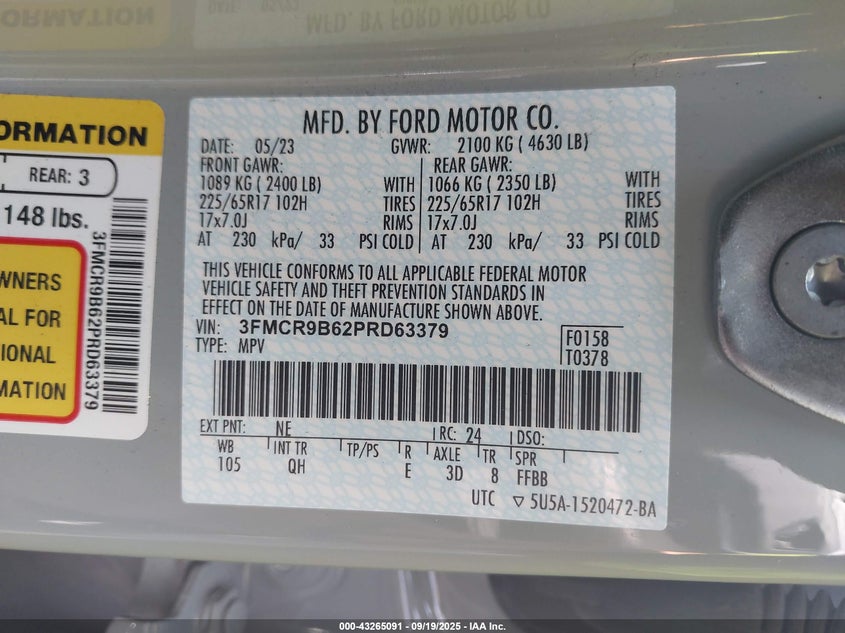 MFD. BY FORD MOTOR CO.
ORMATION
REAR: 3
148 lbs.
WNERS
AL FOR
IONAL
MATION
3FMCR9B62PRD63379
MFD. BY FORD MOTOR CO.
DATE: 05/23 GVWR: 2100 KG ( 4630 LB)
FRONT GAWR: REAR GAWR:
1089 KG ( 2400 LB) WITH 1066 KG ( 2350 LB) WITH
225/65R17 102H TIRES 225/65R17 102H TIRES
17x7.0J RIMS 17x7.0J RIMS
AT 230 kPa/ 33 PSI COLD AT 230 kPa/ 33 PSI COLD
THIS VEHICLE CONFORMS TO ALL APPLICABLE FEDERAL MOTOR
VEHICLE SAFETY AND THEFT PREVENTION STANDARDS IN
EFFECT ON THE DATE OF MANUFACTURE SHOWN ABOVE.
VIN: 3FMCR9B62PRD63379
TYPE: MPV
F0158
T0378
EXT PNT: NE RC: 24 DSO:
WB INT TR TP/PS R AXLE TR SPR
105 QH E 3D 8 FFBB
UTC ▽ 5U5A-1520472-BA
000-43265091 - 09/19/2025 - IAA Inc.